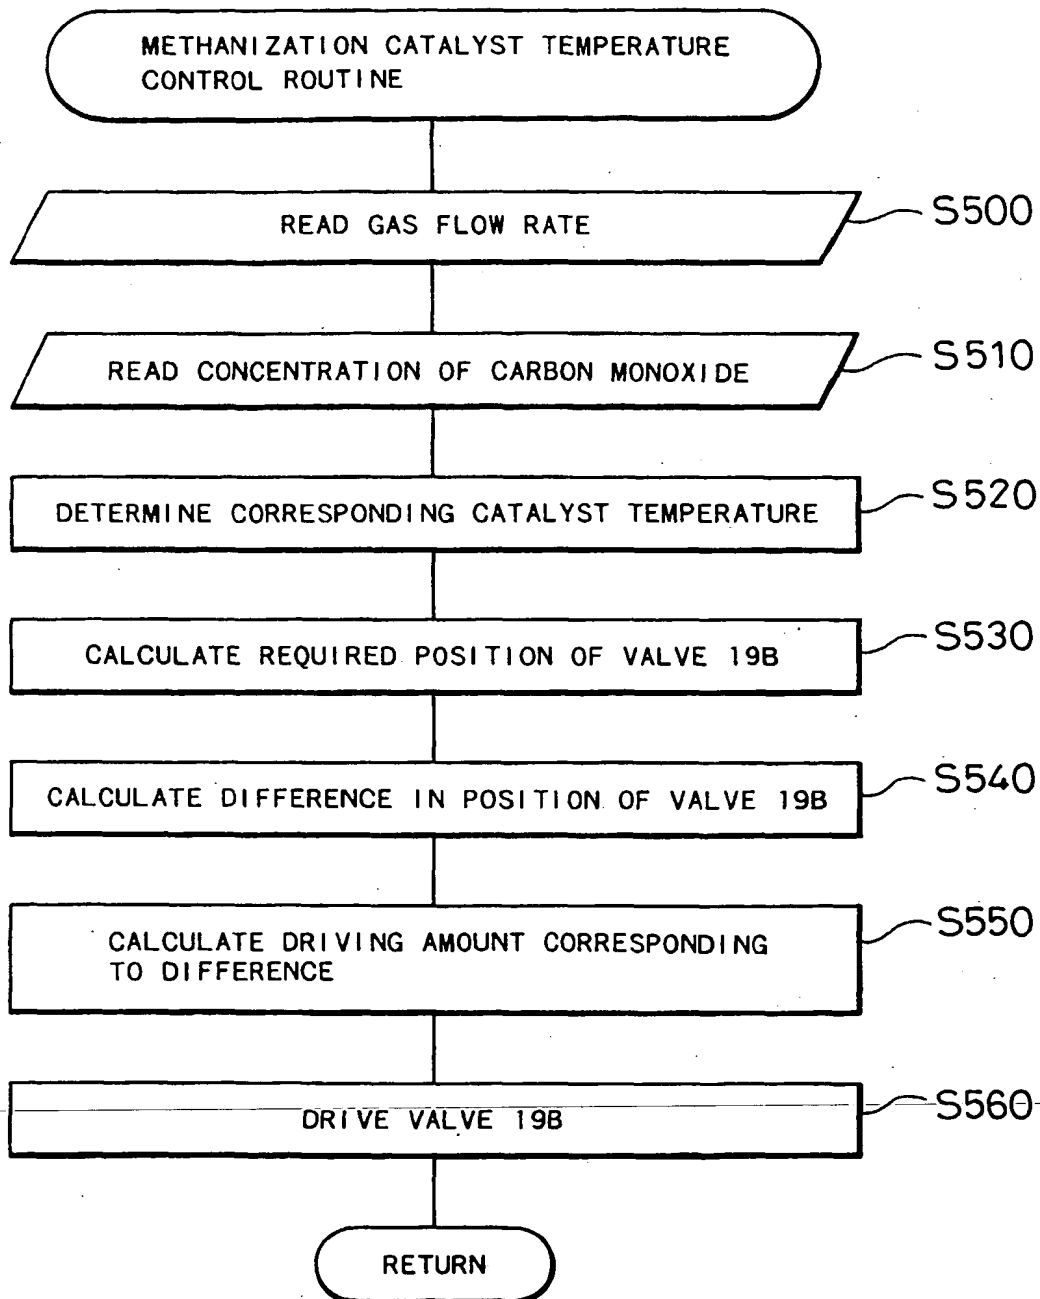 METHANIZATION CATALYST TEMPERATURE
CONTROL ROUTINE
READ GAS FLOW RATE
S500
READ CONCENTRATION OF CARBON MONOXIDE
S510
DETERMINE CORRESPONDING CATALYST TEMPERATURE
S520
CALCULATE REQUIRED POSITION OF VALVE 19B
S530
CALCULATE DIFFERENCE IN POSITION OF VALVE 19B
S540
CALCULATE DRIVING AMOUNT CORRESPONDING
TO DIFFERENCE
S550
DRIVE VALVE 19B
S560
RETURN